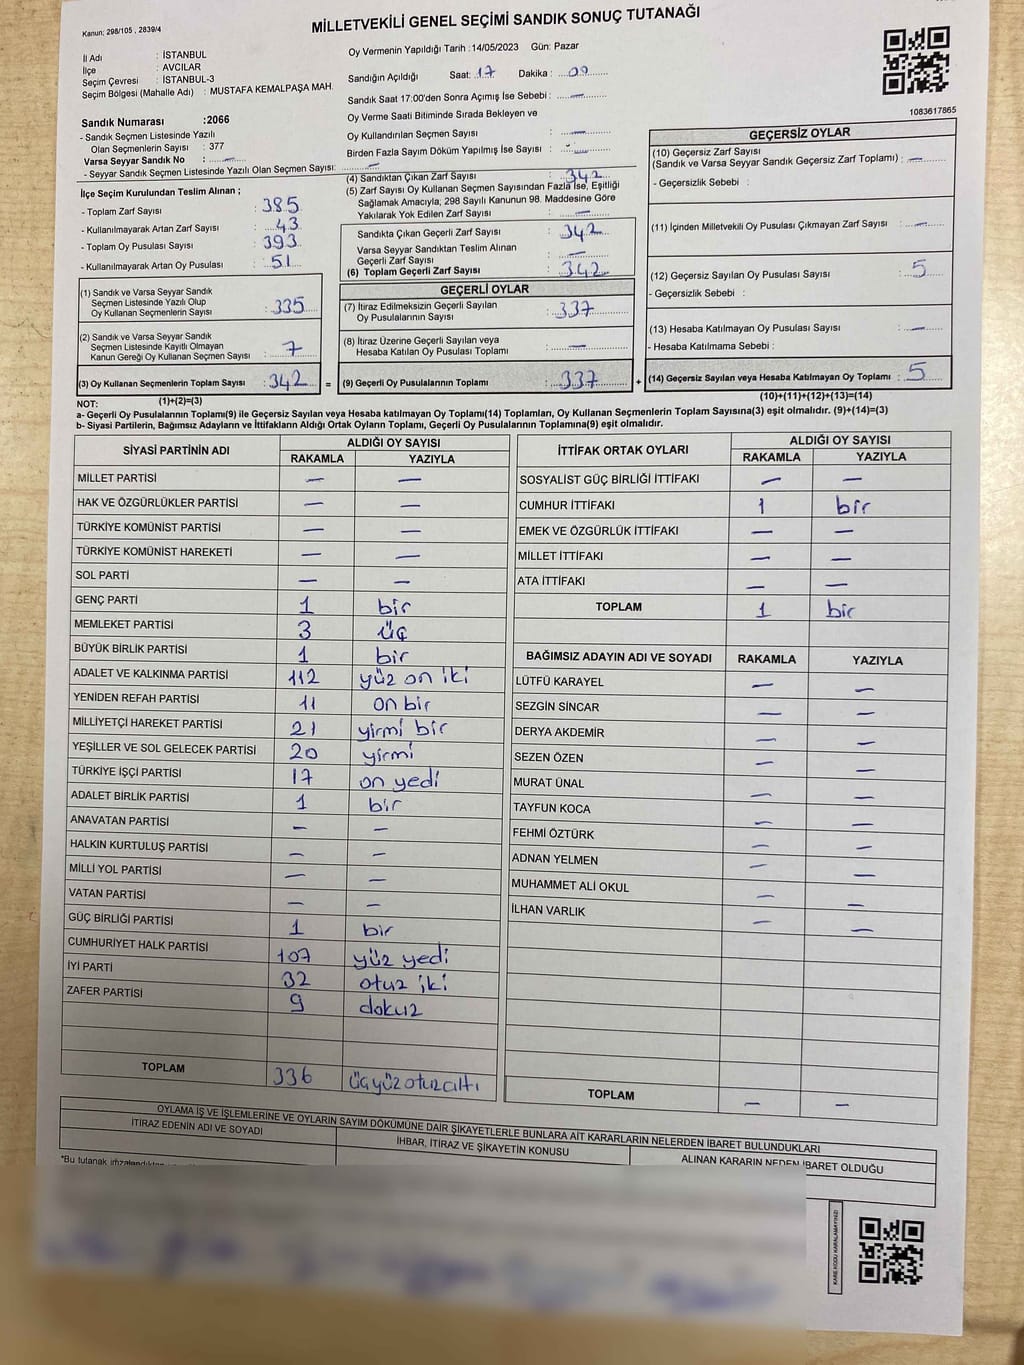 MİLLETVEKİLİ GENEL SEÇİMİ SANDIK SONUÇ TUTANAĞI
Kanun: 298/105 , 2839/4
İl Adı : İSTANBUL
İlçe : AVCILAR
Seçim Çevresi : İSTANBUL-3
Seçim Bölgesi (Mahalle Adı) : MUSTAFA KEMALPAŞA MAH.
Oy Vermenin Yapıldığı Tarih :14/05/2023 Gün: Pazar
Sandığın Açıldığı Saat: 17 Dakika : 00
Sandık Saat 17:00'den Sonra Açımış İse Sebebi : —
Oy Verme Saati Bitiminde Sırada Bekleyen ve
Oy Kullandırılan Seçmen Sayısı : —
Birden Fazla Sayım Döküm Yapılmış İse Sayısı : —
1083617865
Sandık Numarası :2066
- Sandık Seçmen Listesinde Yazılı
Olan Seçmenlerin Sayısı : 377
Varsa Seyyar Sandık No : —
- Seyyar Sandık Seçmen Listesinde Yazılı Olan Seçmen Sayısı: —
İlçe Seçim Kurulundan Teslim Alınan ;
- Toplam Zarf Sayısı : 385
- Kullanılmayarak Artan Zarf Sayısı : 43
- Toplam Oy Pusulası Sayısı : 393
- Kullanılmayarak Artan Oy Pusulası : 51
(1) Sandık ve Varsa Seyyar Sandık
Seçmen Listesinde Yazılı Olup
Oy Kullanan Seçmenlerin Sayısı : 335
(2) Sandık ve Varsa Seyyar Sandık
Seçmen Listesinde Kayıtlı Olmayan
Kanun Gereği Oy Kullanan Seçmen Sayısı : 7
(3) Oy Kullanan Seçmenlerin Toplam Sayısı : 342 =
(1)+(2)=(3)
(4) Sandıktan Çıkan Zarf Sayısı : 342
(5) Zarf Sayısı Oy Kullanan Seçmen Sayısından Fazla İse, Eşitliği
Sağlamak Amacıyla, 298 Sayılı Kanunun 98. Maddesine Göre
Yakılarak Yok Edilen Zarf Sayısı : —
Sandıkta Çıkan Geçerli Zarf Sayısı : 342
Varsa Seyyar Sandıktan Teslim Alınan
Geçerli Zarf Sayısı : —
(6) Toplam Geçerli Zarf Sayısı : 342
GEÇERLİ OYLAR
(7) İtiraz Edilmeksizin Geçerli Sayılan
Oy Pusulalarının Sayısı : 337
(8) İtiraz Üzerine Geçerli Sayılan veya
Hesaba Katılan Oy Pusulası Toplamı : —
(9) Geçerli Oy Pusulalarının Toplamı : 337 +
GEÇERSİZ OYLAR
(10) Geçersiz Zarf Sayısı
(Sandık ve Varsa Seyyar Sandık Geçersiz Zarf Toplamı) : —
- Geçersizlik Sebebi :
(11) İçinden Milletvekili Oy Pusulası Çıkmayan Zarf Sayısı : —
(12) Geçersiz Sayılan Oy Pusulası Sayısı : 5
- Geçersizlik Sebebi :
(13) Hesaba Katılmayan Oy Pusulası Sayısı : —
- Hesaba Katılmama Sebebi :
(14) Geçersiz Sayılan veya Hesaba Katılmayan Oy Toplamı : 5
(10)+(11)+(12)+(13)=(14)
NOT:
a- Geçerli Oy Pusulalarının Toplamı(9) ile Geçersiz Sayılan veya Hesaba katılmayan Oy Toplamı(14) Toplamları, Oy Kullanan Seçmenlerin Toplam Sayısına(3) eşit olmalıdır. (9)+(14)=(3)
b- Siyasi Partilerin, Bağımsız Adayların ve İttifakların Aldığı Ortak Oyların Toplamı, Geçerli Oy Pusulalarının Toplamına(9) eşit olmalıdır.
SİYASİ PARTİNİN ADI ALDIĞI OY SAYISI
RAKAMLA YAZIYLA
MİLLET PARTİSİ — —
HAK VE ÖZGÜRLÜKLER PARTİSİ — —
TÜRKİYE KOMÜNİST PARTİSİ — —
TÜRKİYE KOMÜNİST HAREKETİ — —
SOL PARTİ — —
GENÇ PARTİ 1 bir
MEMLEKET PARTİSİ 3 üç
BÜYÜK BİRLİK PARTİSİ 1 bir
ADALET VE KALKINMA PARTİSİ 112 yüz on iki
YENİDEN REFAH PARTİSİ 11 on bir
MİLLİYETÇİ HAREKET PARTİSİ 21 yirmi bir
YEŞİLLER VE SOL GELECEK PARTİSİ 20 yirmi
TÜRKİYE İŞÇİ PARTİSİ 17 on yedi
ADALET BİRLİK PARTİSİ 1 bir
ANAVATAN PARTİSİ — —
HALKIN KURTULUŞ PARTİSİ — —
MİLLİ YOL PARTİSİ — —
VATAN PARTİSİ — —
GÜÇ BİRLİĞİ PARTİSİ 1 bir
CUMHURİYET HALK PARTİSİ 107 yüz yedi
İYİ PARTİ 32 otuz iki
ZAFER PARTİSİ 9 dokuz
TOPLAM 336 üçyüzotuzaltı
İTTİFAK ORTAK OYLARI ALDIĞI OY SAYISI
RAKAMLA YAZIYLA
SOSYALİST GÜÇ BİRLİĞİ İTTİFAKI — —
CUMHUR İTTİFAKI 1 bir
EMEK VE ÖZGÜRLÜK İTTİFAKI — —
MİLLET İTTİFAKI — —
ATA İTTİFAKI — —
TOPLAM 1 bir
BAĞIMSIZ ADAYIN ADI VE SOYADI RAKAMLA YAZIYLA
LÜTFÜ KARAYEL — —
SEZGİN SİNCAR — —
DERYA AKDEMİR — —
SEZEN ÖZEN — —
MURAT ÜNAL — —
TAYFUN KOCA — —
FEHMİ ÖZTÜRK — —
ADNAN YELMEN — —
MUHAMMET ALİ OKUL — —
İLHAN VARLIK — —
TOPLAM — —
OYLAMA İŞ VE İŞLEMLERİNE VE OYLARIN SAYIM DÖKÜMÜNE DAİR ŞİKAYETLERLE BUNLARA AİT KARARLARIN NELERDEN İBARET BULUNDUKLARI
İTİRAZ EDENİN ADI VE SOYADI İHBAR, İTİRAZ VE ŞİKAYETİN KONUSU ALINAN KARARIN NEDEN İBARET OLDUĞU
*Bu tutanak
KARE KODU KARALAMAYINIZ!